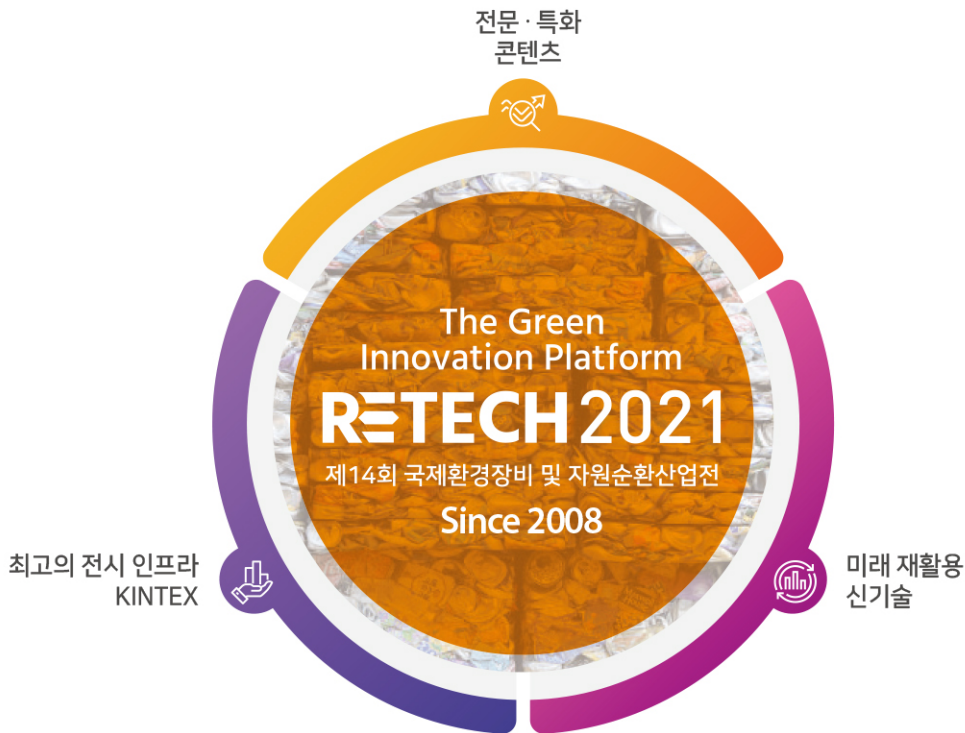 전문 · 특화
콘텐츠
The Green
Innovation Platform
RETECH 2021
제14회 국제환경장비 및 자원순환산업전
Since 2008
최고의 전시 인프라
KINTEX
미래 재활용
신기술